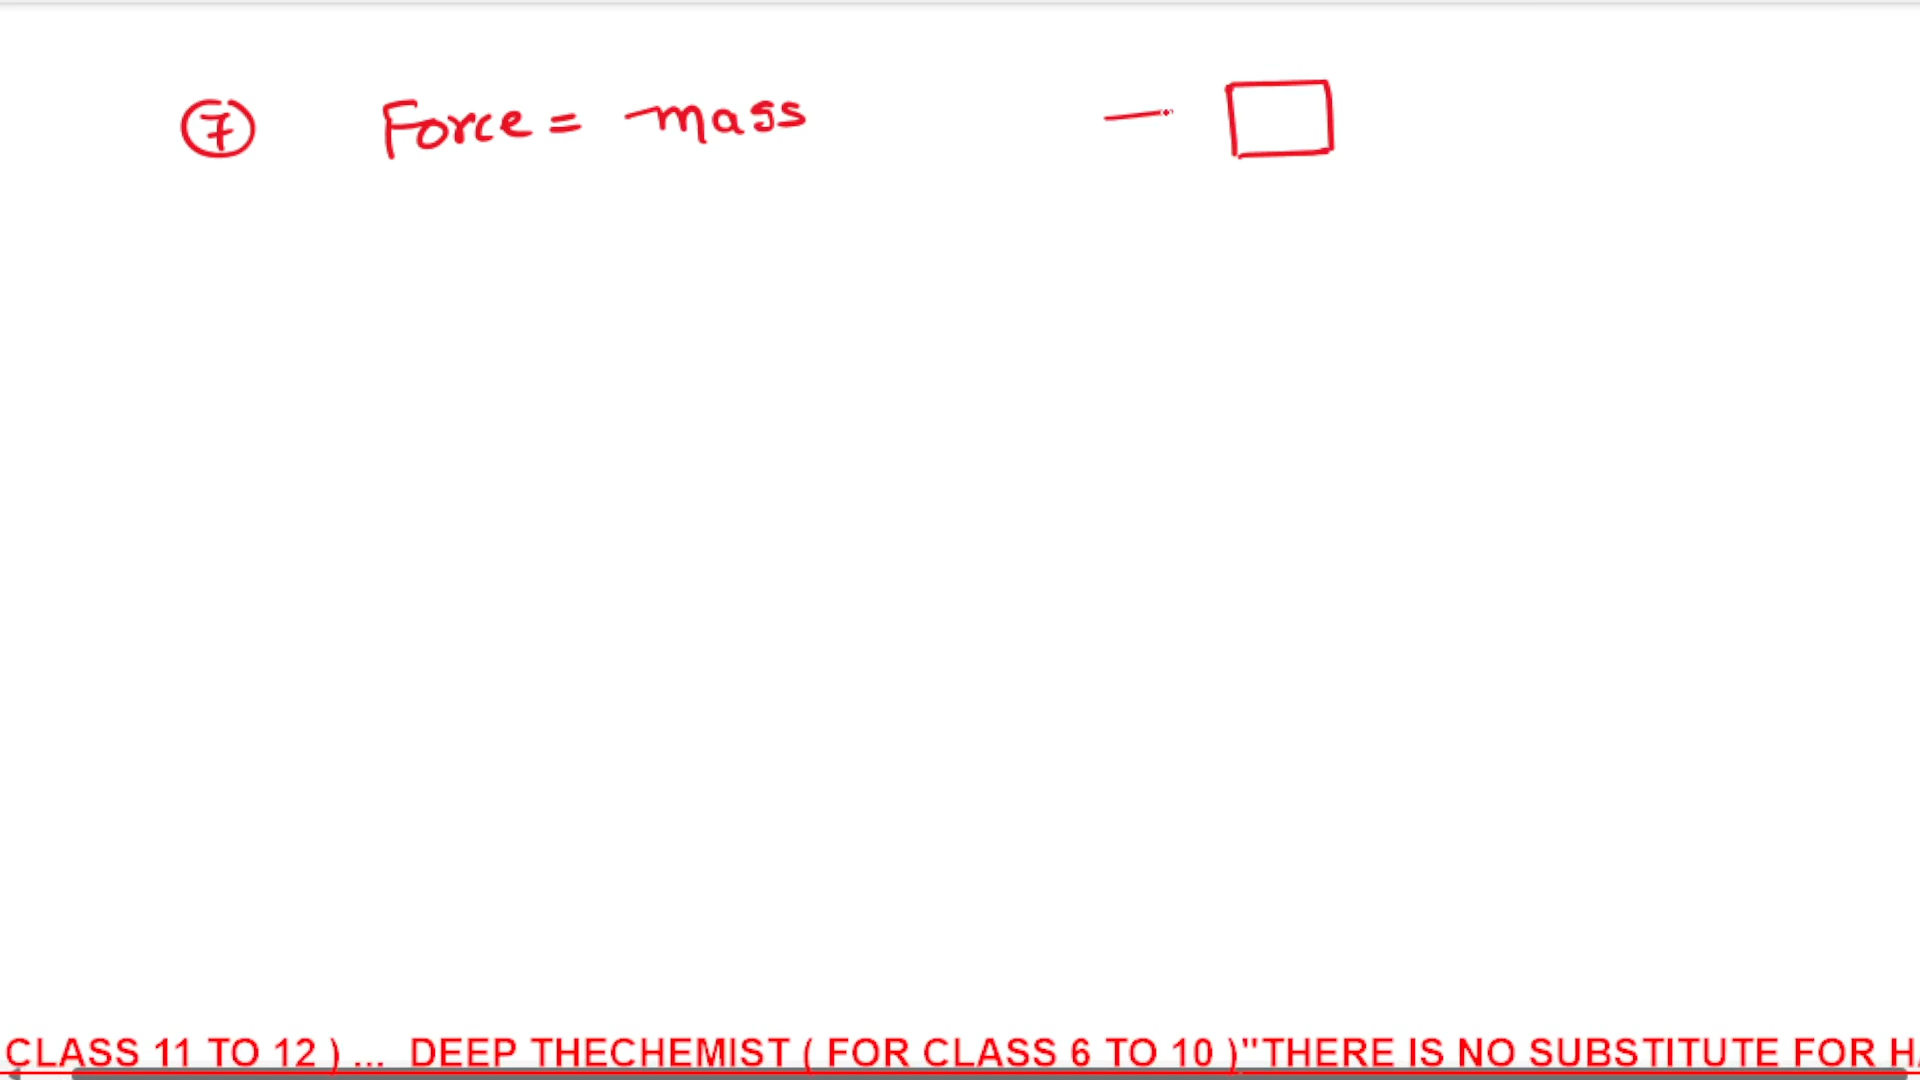 7 Force = mass
CLASS 11 TO 12 ) ... DEEP THECHEMIST ( FOR CLASS 6 TO 10 )"THERE IS NO SUBSTITUTE FOR